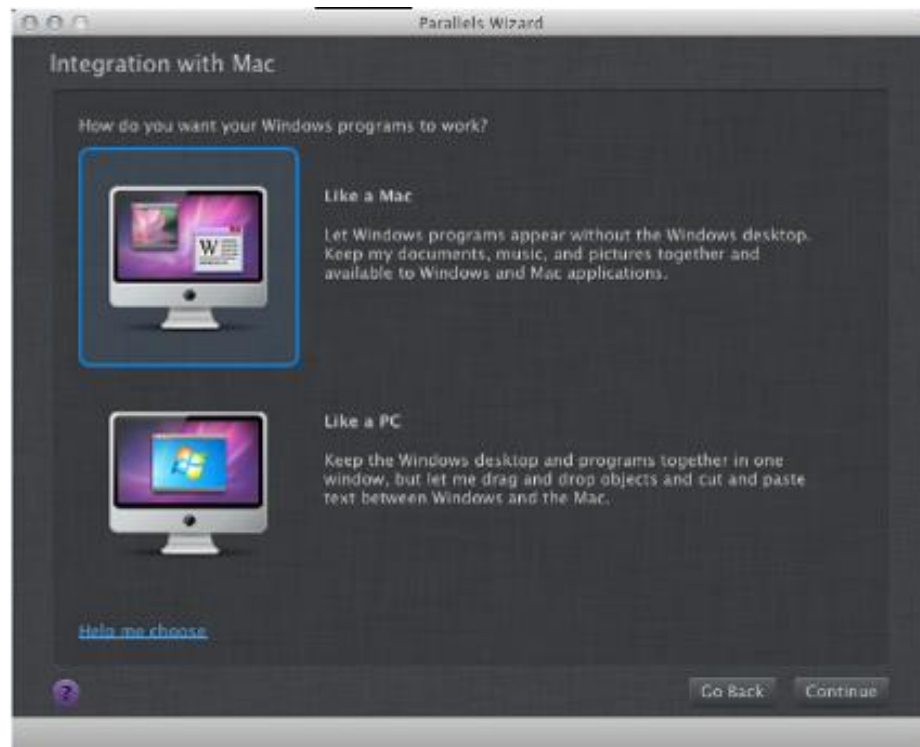 Parallels Wizard
Integration with Mac
How do you want your Windows programs to work?
Like a Mac
Let Windows programs appear without the Windows desktop.
Keep my documents, music, and pictures together and
available to Windows and Mac applications.
W
Like a PC
Keep the Windows desktop and programs together in one
window, but let me drag and drop objects and cut and paste
text between Windows and the Mac.
Help me choose
?
Go Back
Continue